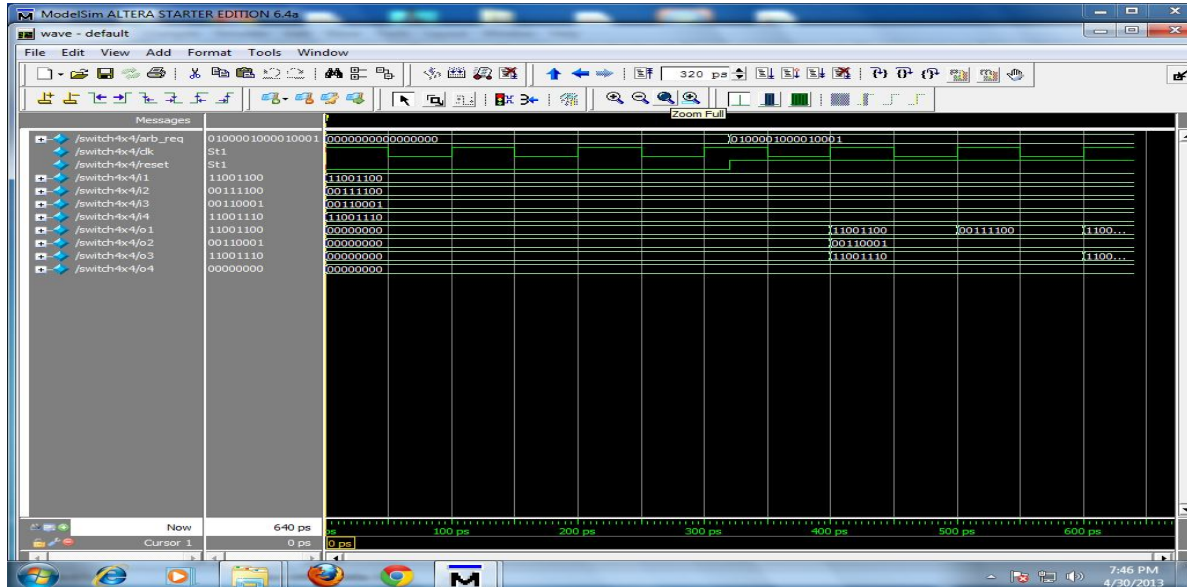 ModelSim ALTERA STARTER EDITION 6.4a
wave - default
File Edit View Add Format Tools Window
320 ps
Zoom Full
Messages
/switch4x4/arb_req 0100001000010001 0000000000000000 0100001000010001
/switch4x4/clk St1
/switch4x4/reset St1
/switch4x4/i1 11001100 11001100
/switch4x4/i2 00111100 00111100
/switch4x4/i3 00110001 00110001
/switch4x4/i4 11001110 11001110
/switch4x4/o1 11001100 00000000 11001100 00111100 1100...
/switch4x4/o2 00110001 00000000 00110001
/switch4x4/o3 11001110 00000000 11001110 1100...
/switch4x4/o4 00000000 00000000
Now 640 ps ps 100 ps 200 ps 300 ps 400 ps 500 ps 600 ps
Cursor 1 0 ps 0 ps
7:46 PM
4/30/2013